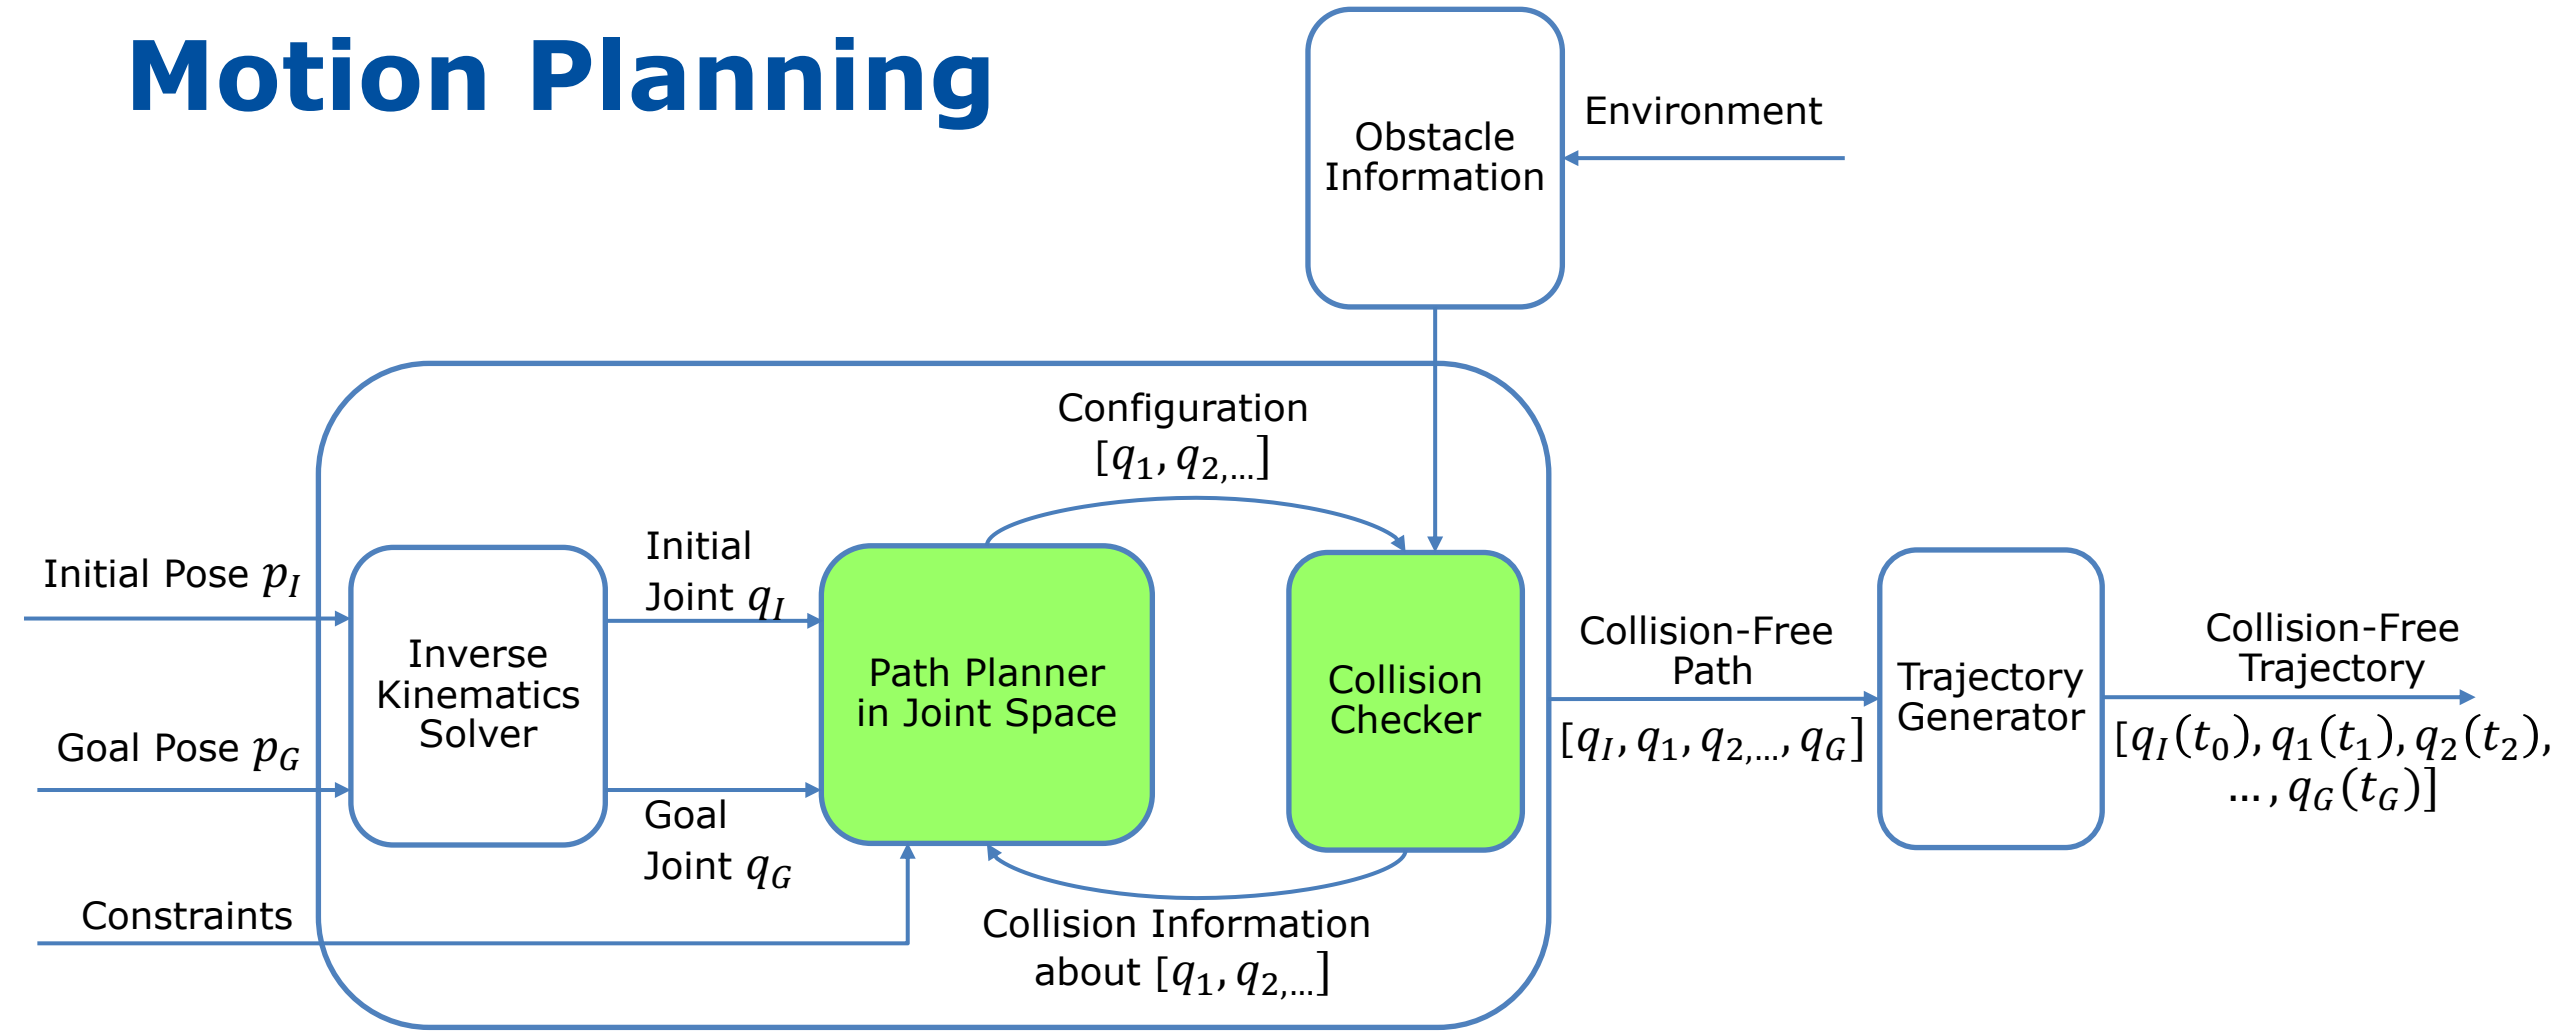 Motion Planning
Obstacle
Information
Environment
Configuration
[q₁, q₂,...]
Initial Pose p_I
Goal Pose p_G
Constraints
Inverse
Kinematics
Solver
Initial
Joint q_I
Goal
Joint q_G
Path Planner
in Joint Space
Collision
Checker
Collision Information
about [q₁, q₂,...]
Collision-Free
Path
[q_I, q₁, q₂,..., q_G]
Trajectory
Generator
Collision-Free
Trajectory
[q_I(t₀), q₁(t₁), q₂(t₂),
... , q_G(t_G)]